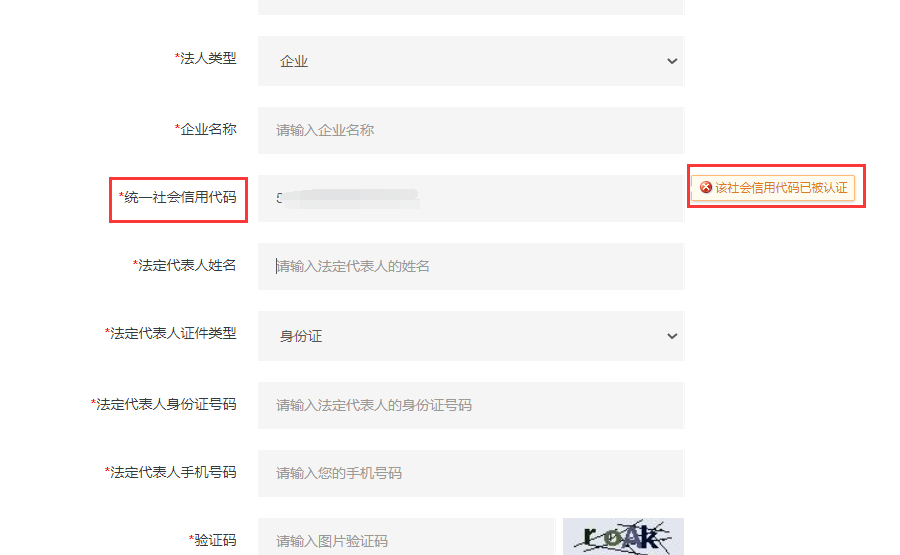 *法人类型
企业
*企业名称
请输入企业名称
*统一社会信用代码
5
该社会信用代码已被认证
*法定代表人姓名
请输入法定代表人的姓名
*法定代表人证件类型
身份证
*法定代表人身份证号码
请输入法定代表人的身份证号码
*法定代表人手机号码
请输入您的手机号码
*验证码
请输入图片验证码
roAk